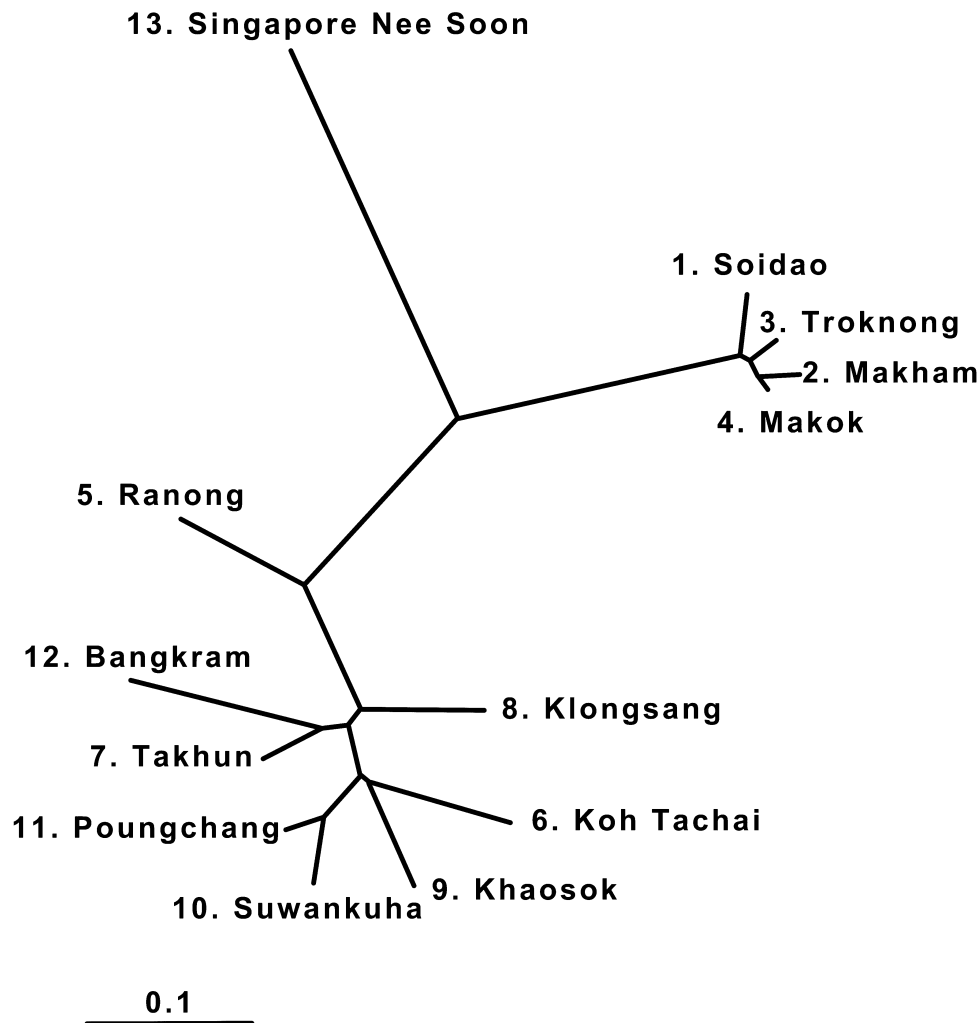 13. Singapore Nee Soon
1. Soidao
3. Troknong
2. Makham
4. Makok
5. Ranong
12. Bangkram
8. Klongsang
7. Takhun
6. Koh Tachai
11. Poungchang
9. Khaosok
10. Suwankuha
0.1